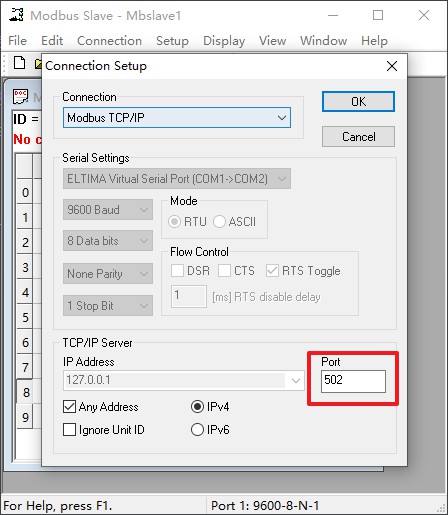 Modbus Slave - Mbslave1
File Edit Connection Setup Display View Window Help
Connection Setup
DOC
ID =
No c
0
1
2
3
4
5
6
7
8
9
Connection
Modbus TCP/IP
OK
Cancel
Serial Settings
ELTIMA Virtual Serial Port (COM1->COM2)
9600 Baud
8 Data bits
None Parity
1 Stop Bit
Mode
RTU ASCII
Flow Control
DSR CTS RTS Toggle
1 [ms] RTS disable delay
TCP/IP Server
IP Address
127.0.0.1
Port
502
Any Address
IPv4
Ignore Unit ID
IPv6
For Help, press F1.
Port 1: 9600-8-N-1